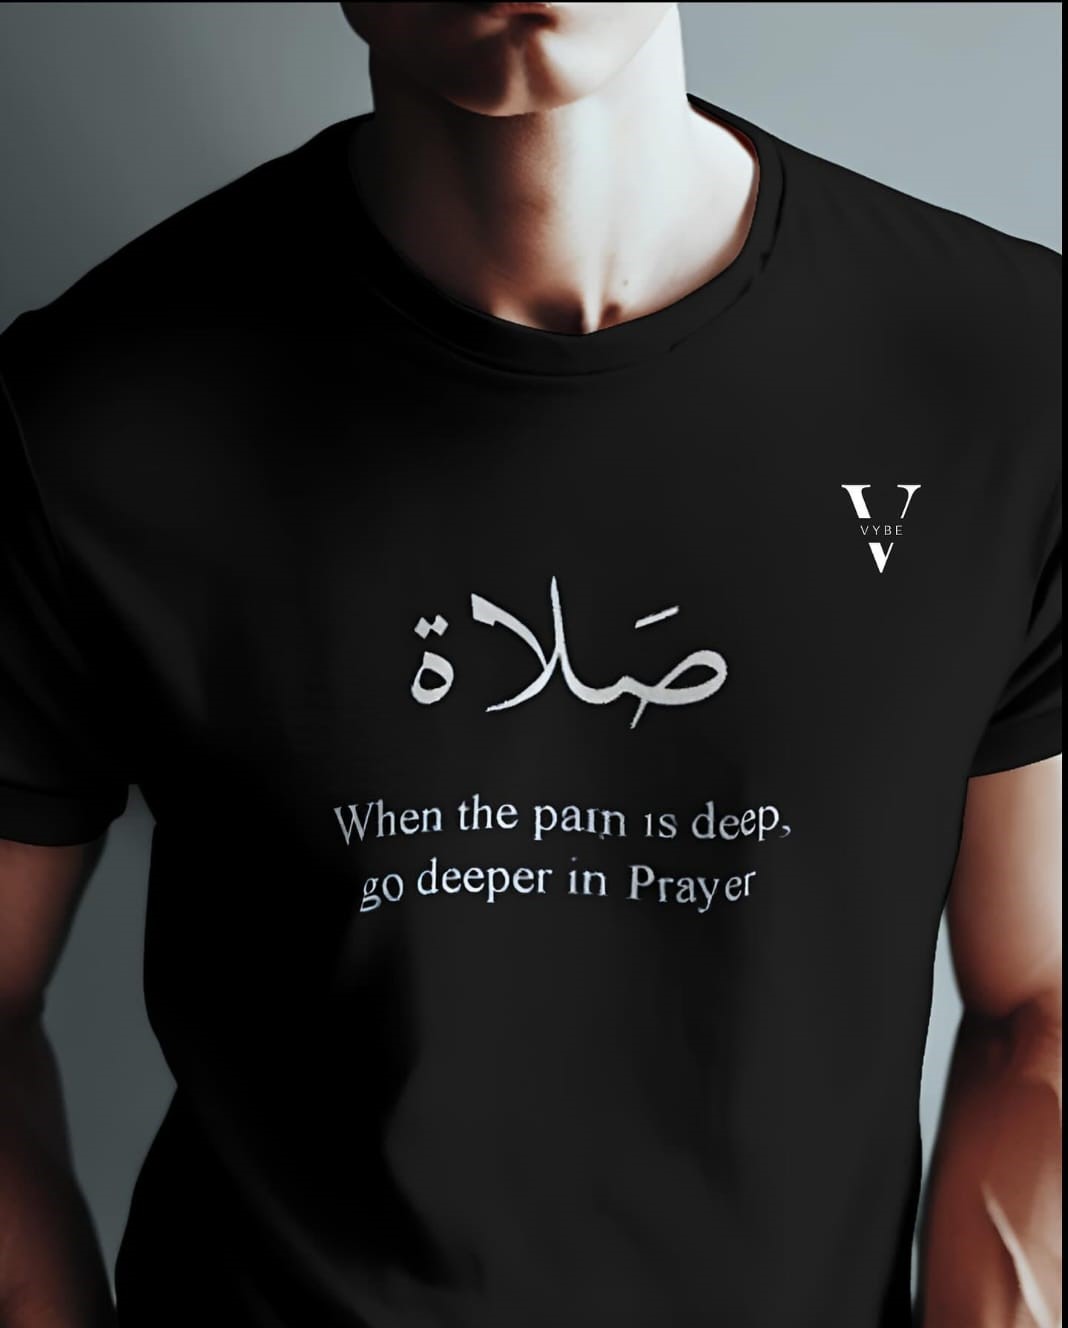 V
VYBE
صَلاة
When the pain is deep,
go deeper in Prayer